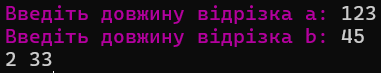 Введіть довжину відрізка a: 123
Введіть довжину відрізка b: 45
2 33